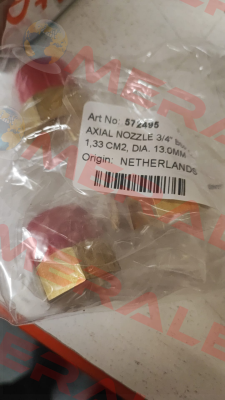 Art No: 572495
AXIAL NOZZLE 3/4"
1,33 CM2, DIA. 13.0MM
Origin: NETHERLANDS